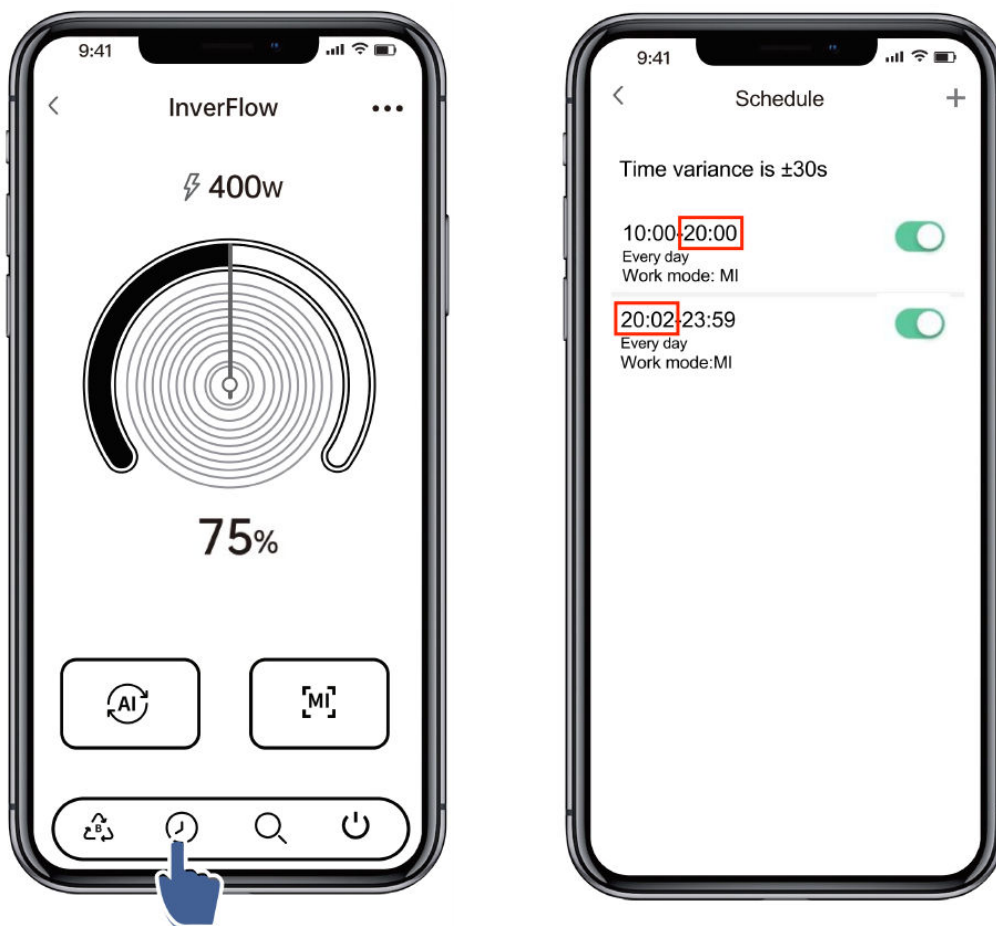 9:41
InverFlow
400W
75%
AI
MI
B
9:41
Schedule
Time variance is ±30s
10:00-20:00
Every day
Work mode: MI
20:02-23:59
Every day
Work mode:MI